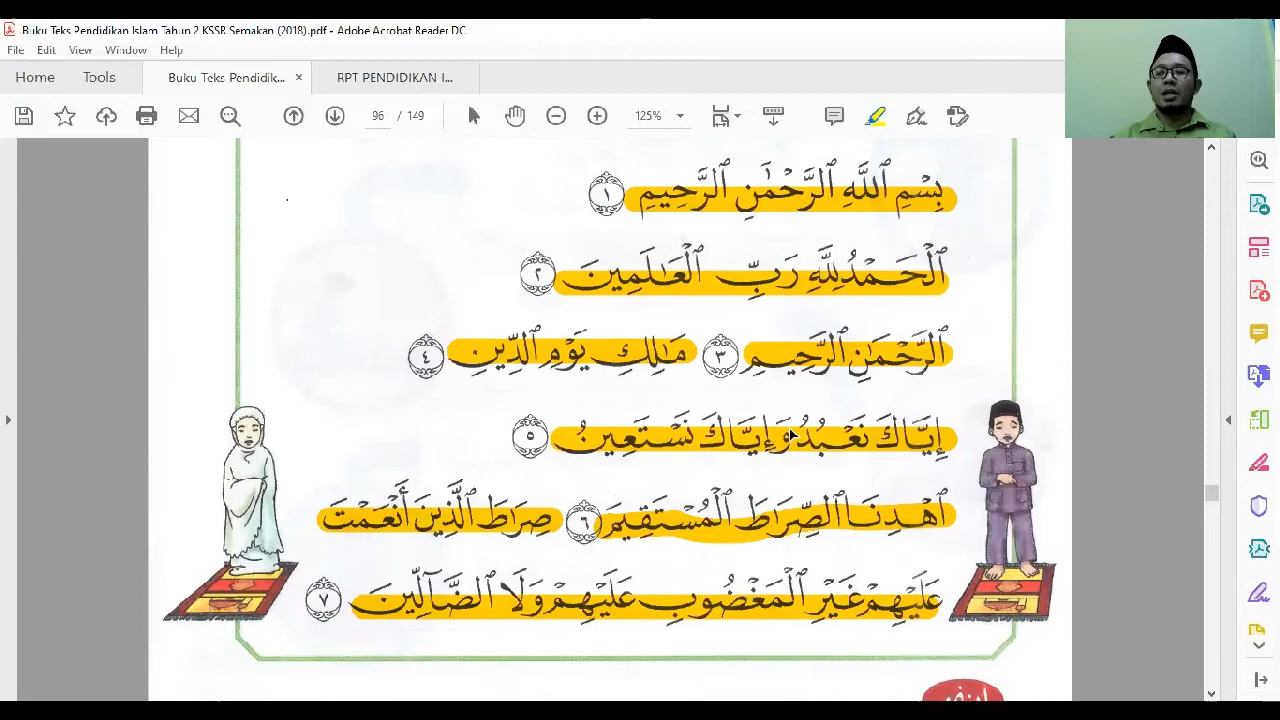 Buku Teks Pendidikan Islam Tahun 2 KSSR Semakan (2018).pdf - Adobe Acrobat Reader DC
File Edit View Window Help
Home Tools Buku Teks Pendidik... × RPT PENDIDIKAN I...
96 / 149 125%
بِسْمِ ٱللَّهِ ٱلرَّحْمَٰنِ ٱلرَّحِيمِ ١
ٱلْحَمْدُ لِلَّهِ رَبِّ ٱلْعَـٰلَمِينَ ٢
ٱلرَّحْمَـٰنِ ٱلرَّحِيمِ ٣ مَـٰلِكِ يَوْمِ ٱلدِّينِ ٤
إِيَّاكَ نَعْبُدُ وَإِيَّاكَ نَسْتَعِينُ ٥
ٱهْدِنَا ٱلصِّرَاطَ ٱلْمُسْتَقِيمَ ٦ صِرَاطَ ٱلَّذِينَ أَنْعَمْتَ
عَلَيْهِمْ غَيْرِ ٱلْمَغْضُوبِ عَلَيْهِمْ وَلَا ٱلضَّآلِّينَ ٧